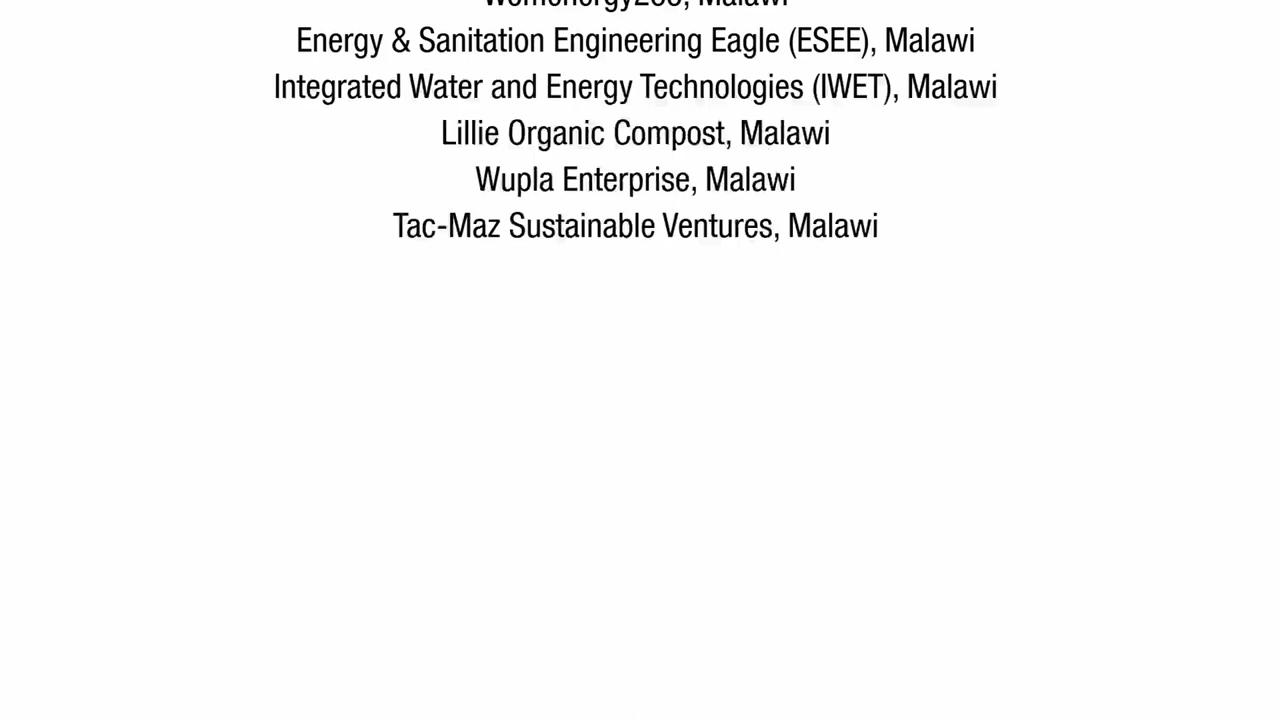 Malawi
Energy & Sanitation Engineering Eagle (ESEE), Malawi
Integrated Water and Energy Technologies (IWET), Malawi
Lillie Organic Compost, Malawi
Wupla Enterprise, Malawi
Tac-Maz Sustainable Ventures, Malawi